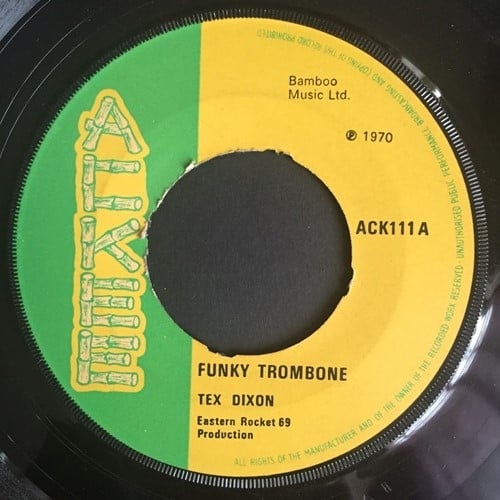 ACKEE
Bamboo
Music Ltd.
℗ 1970
ACK111A
FUNKY TROMBONE
TEX DIXON
Eastern Rocket 69
Production
ALL RIGHTS OF THE MANUFACTURER AND OF THE OWNER OF THE RECORDED WORK RESERVED · UNAUTHORISED PUBLIC PERFORMANCE, BROADCASTING AND COPYING OF THIS RECORD PROHIBITED